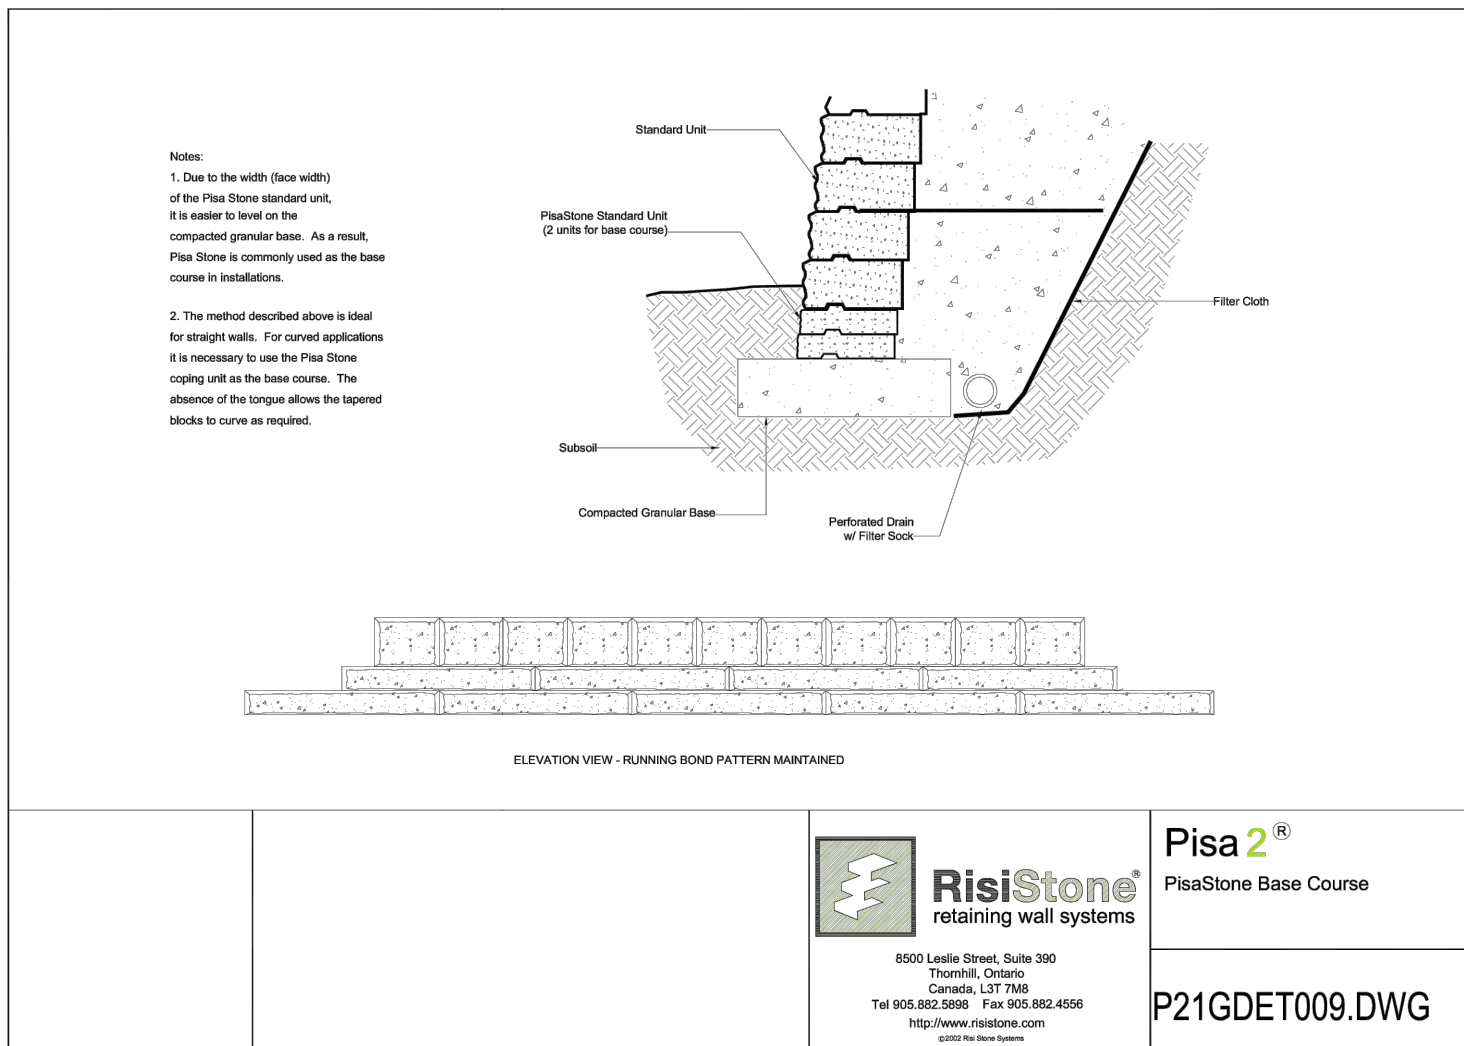 Notes:
1. Due to the width (face width)
of the Pisa Stone standard unit,
it is easier to level on the
compacted granular base. As a result,
Pisa Stone is commonly used as the base
course in installations.
2. The method described above is ideal
for straight walls. For curved applications
it is necessary to use the Pisa Stone
coping unit as the base course. The
absence of the tongue allows the tapered
blocks to curve as required.
Standard Unit
PisaStone Standard Unit
(2 units for base course)
Filter Cloth
Subsoil
Compacted Granular Base
Perforated Drain
w/ Filter Sock
ELEVATION VIEW - RUNNING BOND PATTERN MAINTAINED
RisiStone®
retaining wall systems
8500 Leslie Street, Suite 390
Thornhill, Ontario
Canada, L3T 7M8
Tel 905.882.5898 Fax 905.882.4556
http://www.risistone.com
©2002 Risi Stone Systems
Pisa 2®
PisaStone Base Course
P21GDET009.DWG